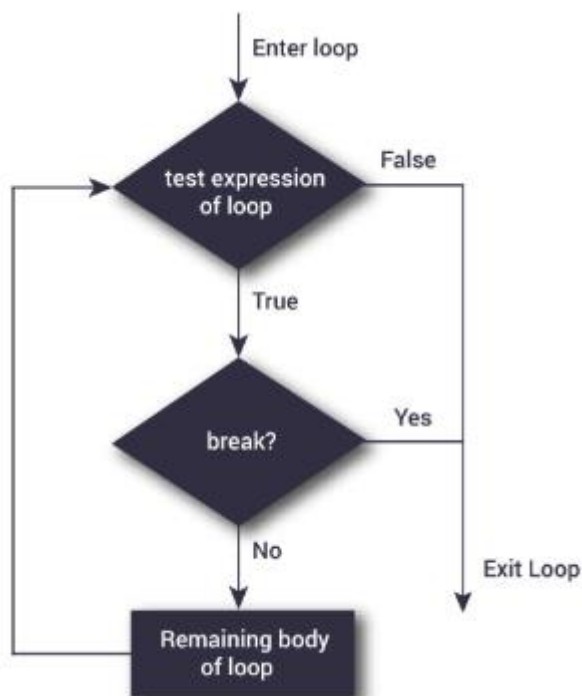 Enter loop
test expression
of loop
False
True
break?
Yes
No
Exit Loop
Remaining body
of loop